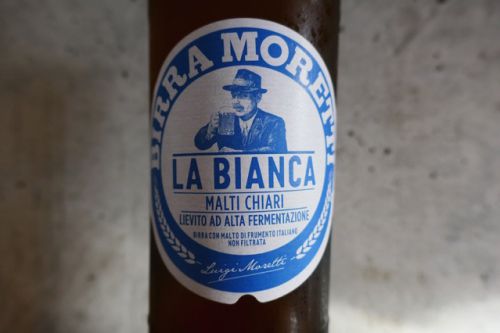 BIRRA MORETTI
LA BIANCA
MALTI CHIARI
LIEVITO AD ALTA FERMENTAZIONE
BIRRA CON MALTO DI FRUMENTO ITALIANO
NON FILTRATA
Luigi Moretti